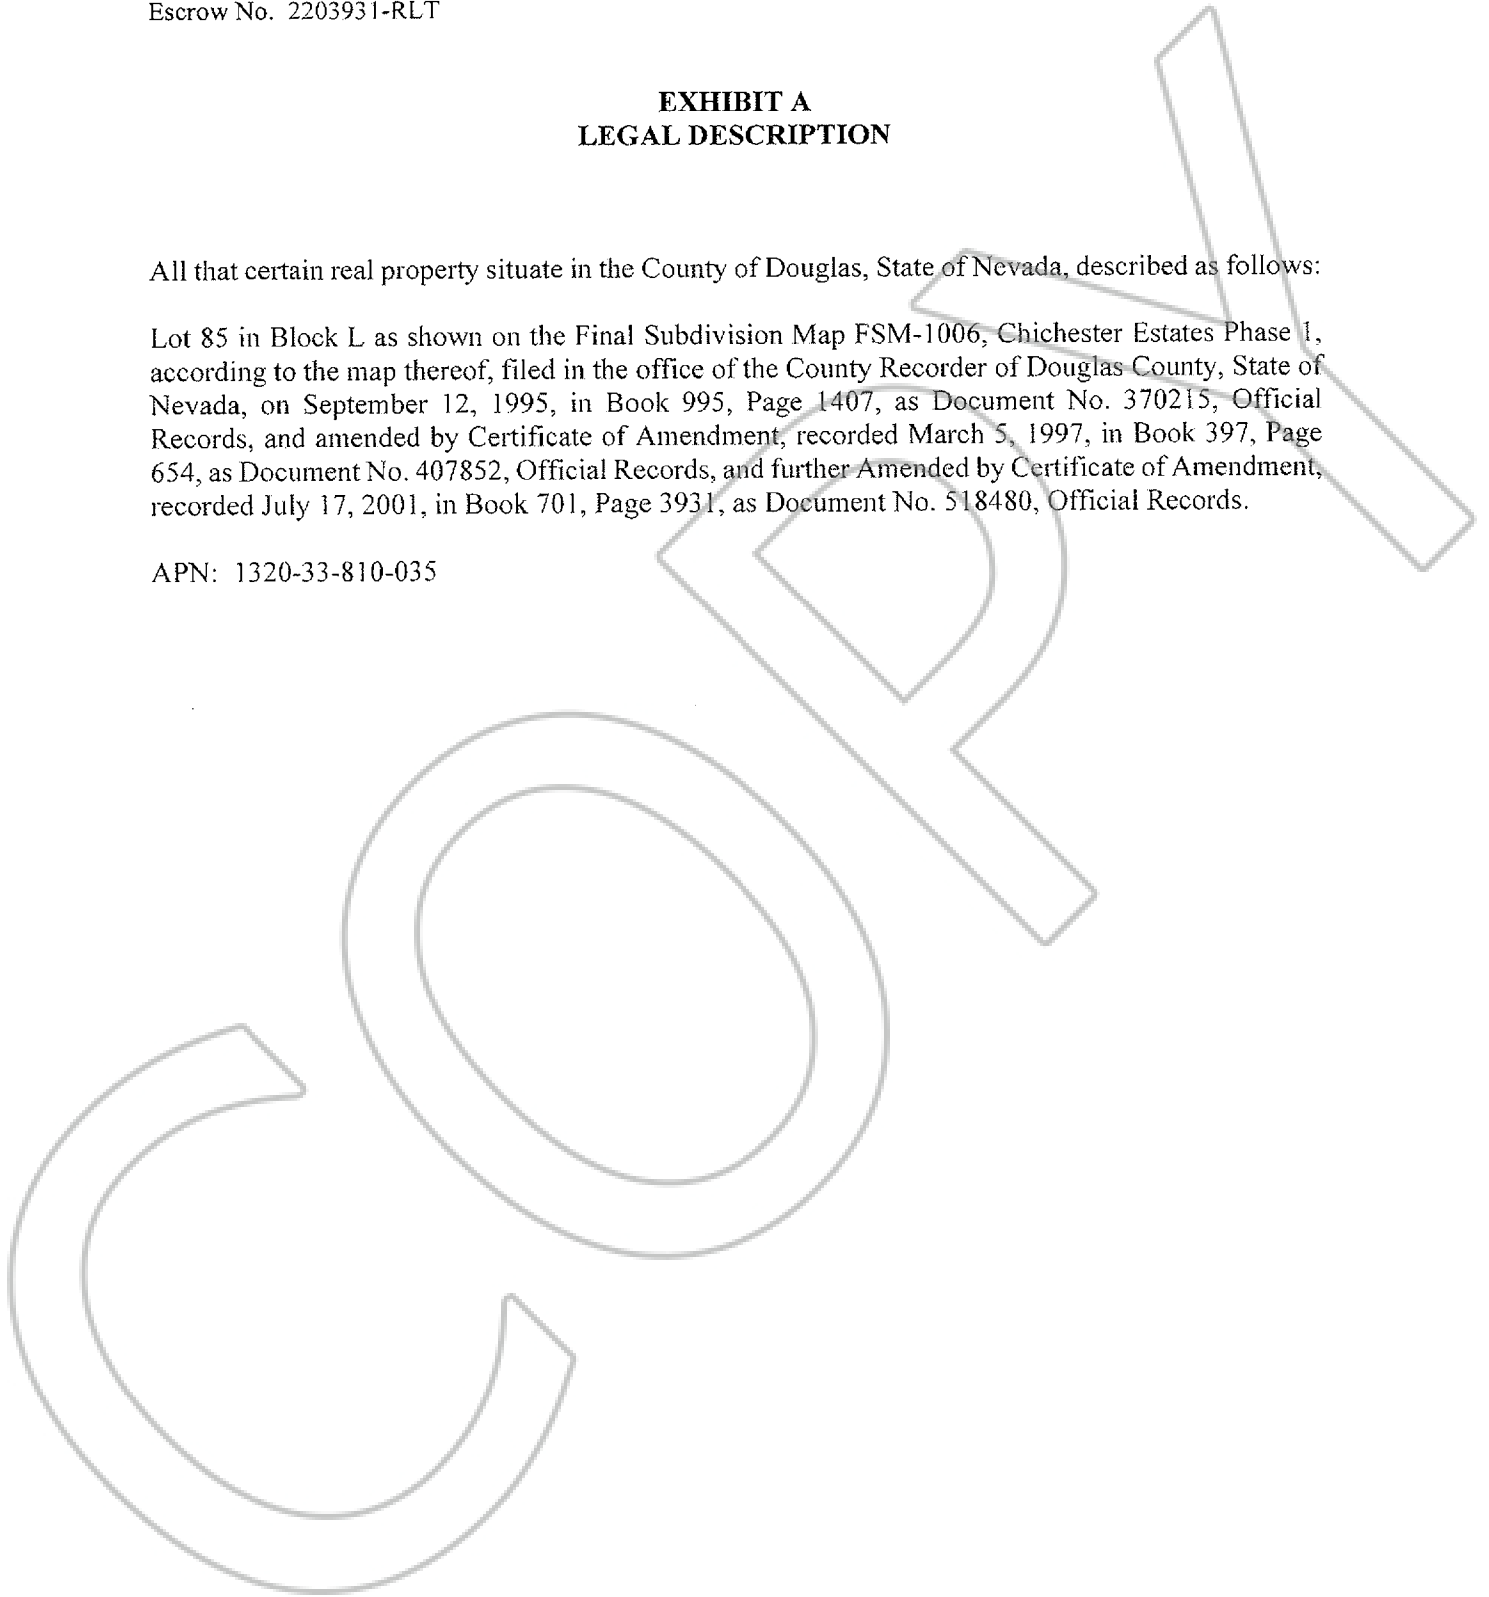 Escrow No. 2203931-RLT
EXHIBIT A
LEGAL DESCRIPTION
All that certain real property situate in the County of Douglas, State of Nevada, described as follows:
Lot 85 in Block L as shown on the Final Subdivision Map FSM-1006, Chichester Estates Phase 1,
according to the map thereof, filed in the office of the County Recorder of Douglas County, State of
Nevada, on September 12, 1995, in Book 995, Page 1407, as Document No. 370215, Official
Records, and amended by Certificate of Amendment, recorded March 5, 1997, in Book 397, Page
654, as Document No. 407852, Official Records, and further Amended by Certificate of Amendment,
recorded July 17, 2001, in Book 701, Page 3931, as Document No. 518480, Official Records.
APN: 1320-33-810-035
COPY